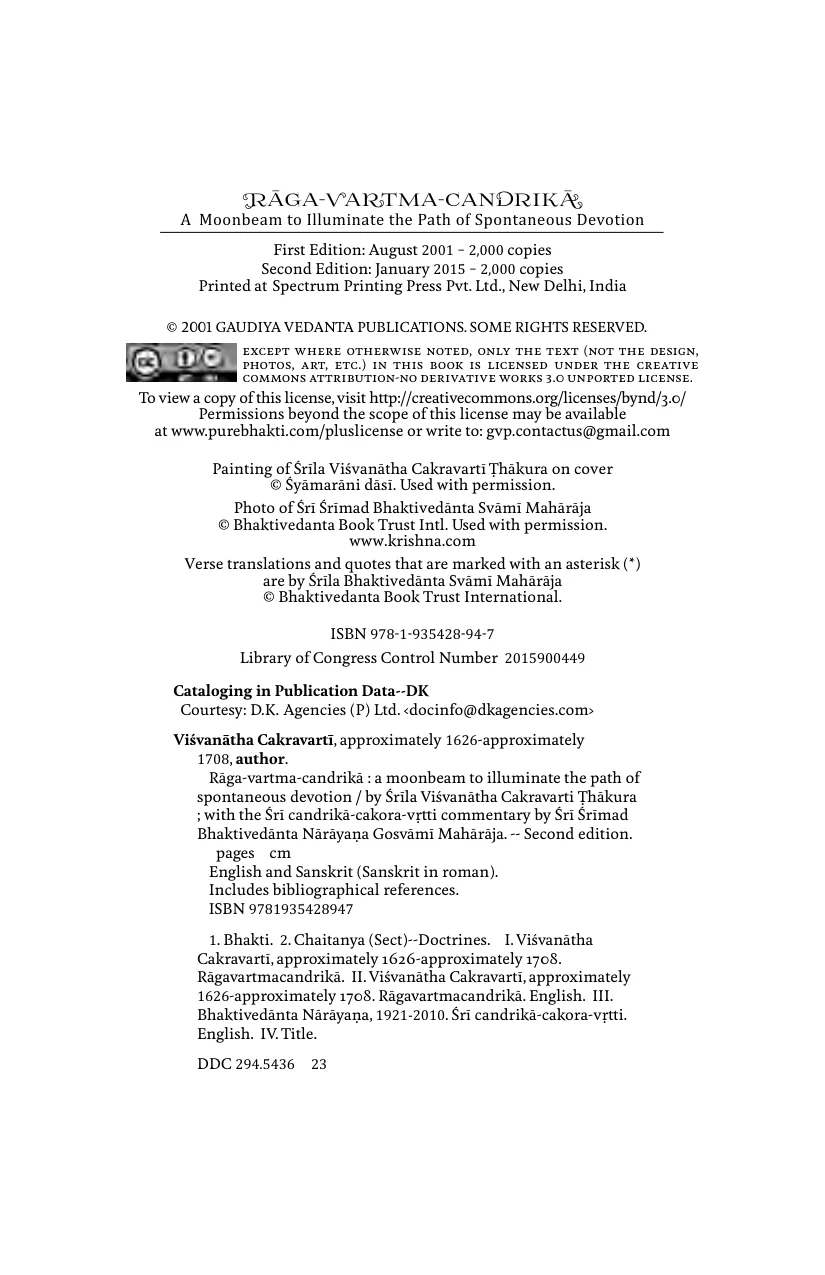 RĀGA-VARTMA-CANDRIKĀ
A Moonbeam to Illuminate the Path of Spontaneous Devotion
First Edition: August 2001 – 2,000 copies
Second Edition: January 2015 – 2,000 copies
Printed at Spectrum Printing Press Pvt. Ltd., New Delhi, India
© 2001 GAUDIYA VEDANTA PUBLICATIONS. SOME RIGHTS RESERVED.
EXCEPT WHERE OTHERWISE NOTED, ONLY THE TEXT (NOT THE DESIGN,
PHOTOS, ART, ETC.) IN THIS BOOK IS LICENSED UNDER THE CREATIVE
COMMONS ATTRIBUTION-NO DERIVATIVE WORKS 3.0 UNPORTED LICENSE.
To view a copy of this license, visit http://creativecommons.org/licenses/bynd/3.0/
Permissions beyond the scope of this license may be available
at www.purebhakti.com/pluslicense or write to: gvp.contactus@gmail.com
Painting of Śrīla Viśvanātha Cakravartī Ṭhākura on cover
© Śyāmarāni dāsī. Used with permission.
Photo of Śrī Śrīmad Bhaktivedānta Svāmī Mahārāja
© Bhaktivedanta Book Trust Intl. Used with permission.
www.krishna.com
Verse translations and quotes that are marked with an asterisk (*)
are by Śrīla Bhaktivedānta Svāmī Mahārāja
© Bhaktivedanta Book Trust International.
ISBN 978-1-935428-94-7
Library of Congress Control Number 2015900449
Cataloging in Publication Data--DK
Courtesy: D.K. Agencies (P) Ltd. <docinfo@dkagencies.com>
Viśvanātha Cakravartī, approximately 1626-approximately
1708, author.
Rāga-vartma-candrikā : a moonbeam to illuminate the path of
spontaneous devotion / by Śrīla Viśvanātha Cakravarti Ṭhākura
; with the Śrī candrikā-cakora-vṛtti commentary by Śrī Śrīmad
Bhaktivedānta Nārāyaṇa Gosvāmī Mahārāja. -- Second edition.
pages cm
English and Sanskrit (Sanskrit in roman).
Includes bibliographical references.
ISBN 9781935428947
1. Bhakti. 2. Chaitanya (Sect)--Doctrines. I. Viśvanātha
Cakravartī, approximately 1626-approximately 1708.
Rāgavartmacandrikā. II. Viśvanātha Cakravartī, approximately
1626-approximately 1708. Rāgavartmacandrikā. English. III.
Bhaktivedānta Nārāyaṇa, 1921-2010. Śrī candrikā-cakora-vṛtti.
English. IV. Title.
DDC 294.5436 23